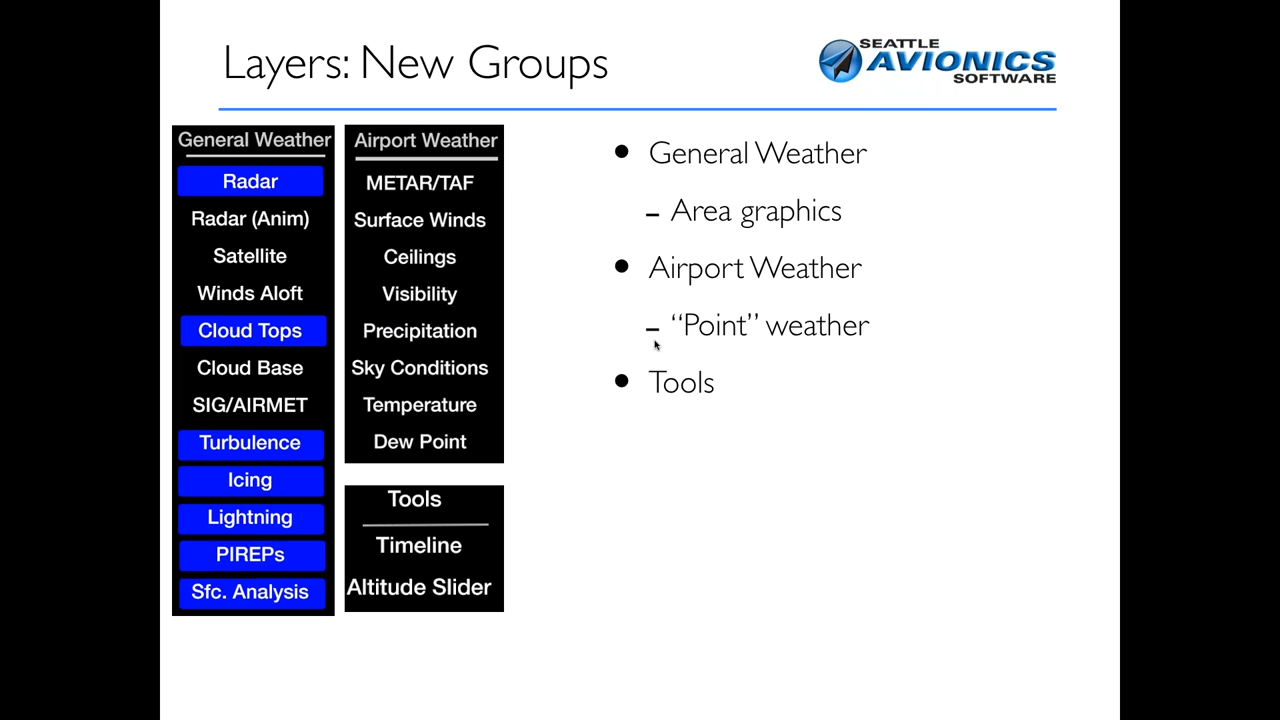 Layers: New Groups
SEATTLE
AVIONICS
SOFTWARE
General Weather
Radar
Radar (Anim)
Satellite
Winds Aloft
Cloud Tops
Cloud Base
SIG/AIRMET
Turbulence
Icing
Lightning
PIREPs
Sfc. Analysis
Airport Weather
METAR/TAF
Surface Winds
Ceilings
Visibility
Precipitation
Sky Conditions
Temperature
Dew Point
Tools
Timeline
Altitude Slider
• General Weather
– Area graphics
• Airport Weather
– “Point” weather
• Tools